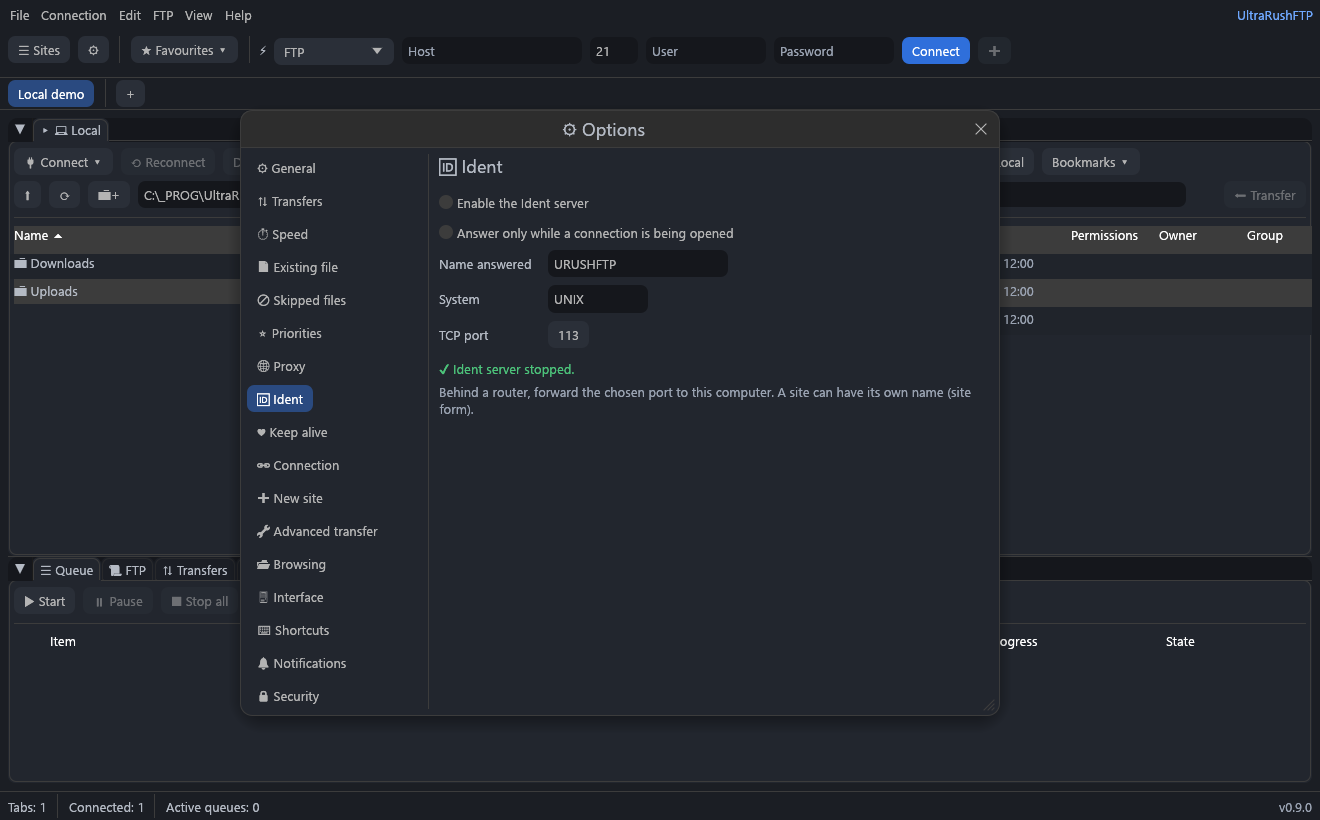 File Connection Edit FTP View Help UltraRushFTP
Sites Favourites FTP Host 21 User Password Connect +
Local demo +
Local
Options
Connect Reconnect D ocal Bookmarks
C:\_PROG\UltraR Transfer
Name Permissions Owner Group
Downloads 12:00
Uploads 12:00
12:00
General
Transfers
Speed
Existing file
Skipped files
Priorities
Proxy
Ident
Keep alive
Connection
New site
Advanced transfer
Browsing
Interface
Shortcuts
Notifications
Security
ID Ident
Enable the Ident server
Answer only while a connection is being opened
Name answered URUSHFTP
System UNIX
TCP port 113
✓ Ident server stopped.
Behind a router, forward the chosen port to this computer. A site can have its own name (site
form).
Queue FTP Transfers
Start Pause Stop all
Item ogress State
Tabs: 1 Connected: 1 Active queues: 0 v0.9.0